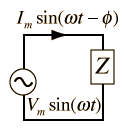 I_m sin(ωt − ϕ)
Z
V_m sin(ωt)